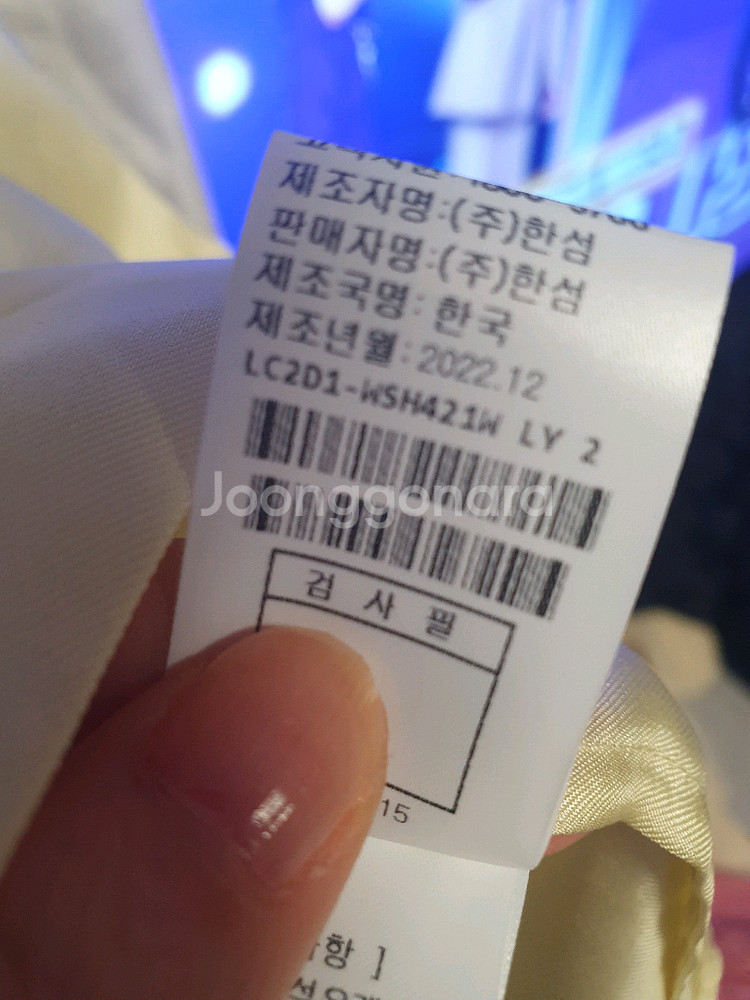 제조자명:(주)한섬
판매자명:(주)한섬
제조국명: 한국
제조년월:2022.12
LC2D1-WSH421W LY 2
Joonggonara
검 사 필
15